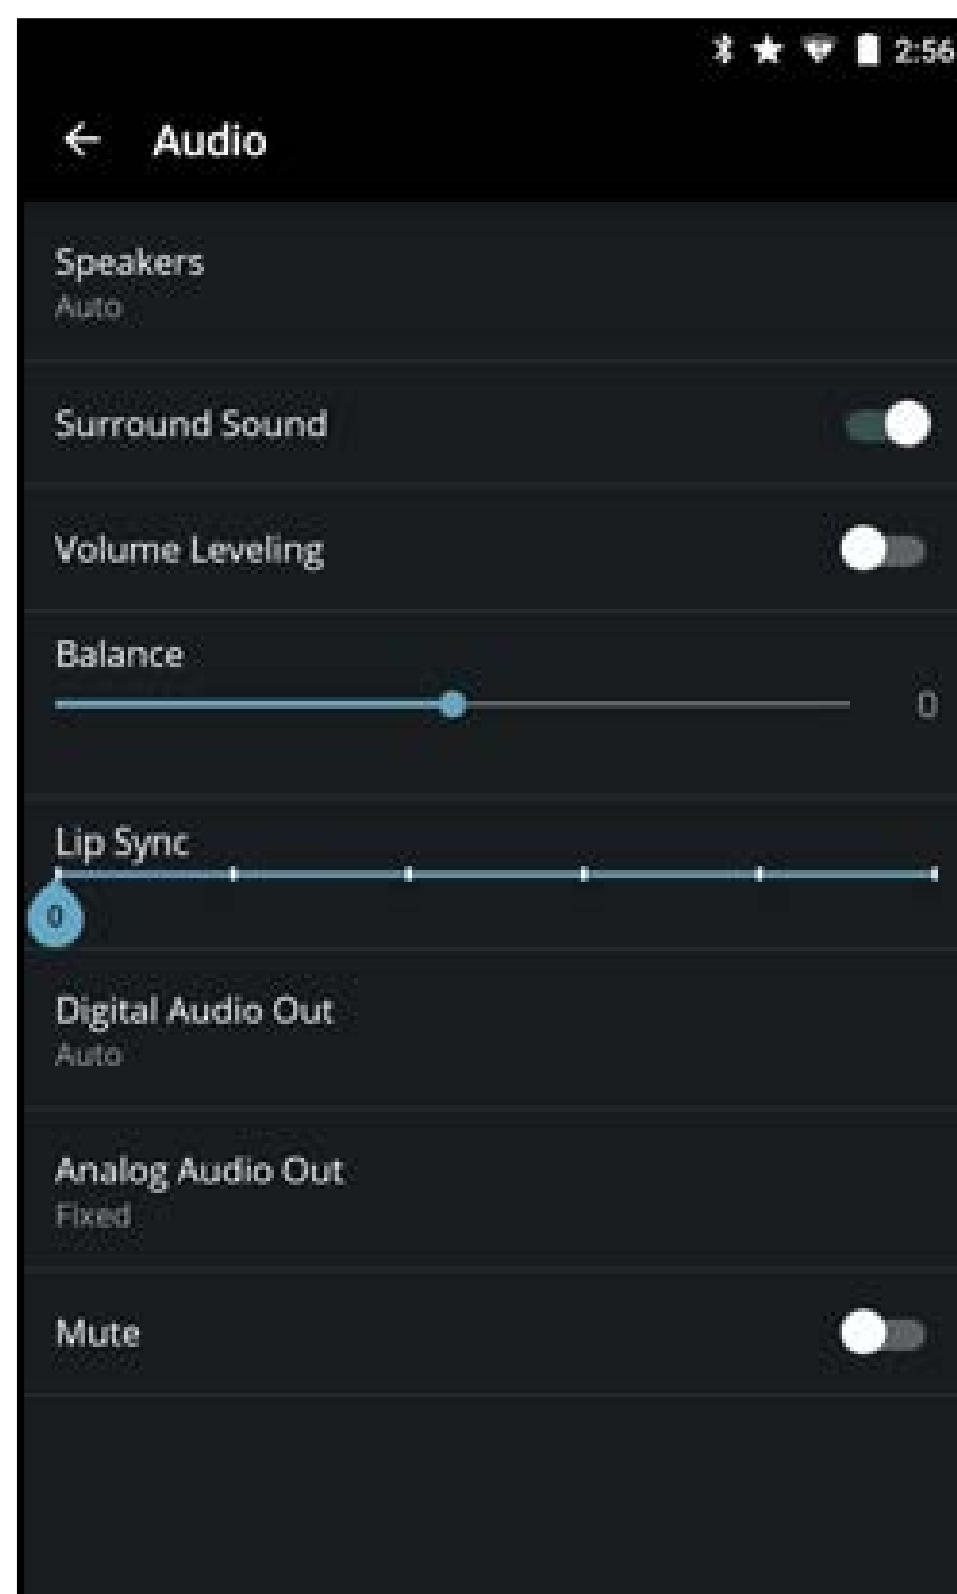 2:56
Audio
Speakers
Auto
Surround Sound
Volume Leveling
Balance
0
Lip Sync
0
Digital Audio Out
Auto
Analog Audio Out
Fixed
Mute